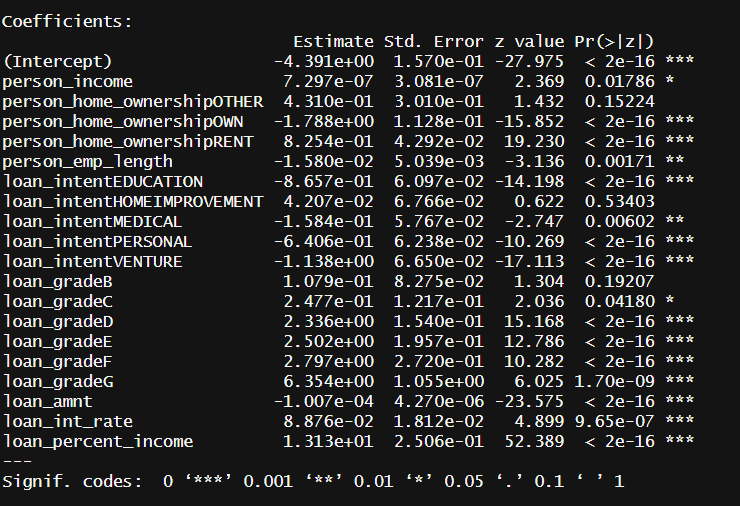 Coefficients:
                            Estimate Std. Error z value Pr(>|z|)
(Intercept)               -4.391e+00  1.570e-01 -27.975  < 2e-16 ***
person_income              7.297e-07  3.081e-07   2.369  0.01786 *
person_home_ownershipOTHER  4.310e-01  3.010e-01   1.432  0.15224
person_home_ownershipOWN  -1.788e+00  1.128e-01 -15.852  < 2e-16 ***
person_home_ownershipRENT  8.254e-01  4.292e-02  19.230  < 2e-16 ***
person_emp_length         -1.580e-02  5.039e-03  -3.136  0.00171 **
loan_intentEDUCATION      -8.657e-01  6.097e-02 -14.198  < 2e-16 ***
loan_intentHOMEIMPROVEMENT  4.207e-02  6.766e-02   0.622  0.53403
loan_intentMEDICAL        -1.584e-01  5.767e-02  -2.747  0.00602 **
loan_intentPERSONAL       -6.406e-01  6.238e-02 -10.269  < 2e-16 ***
loan_intentVENTURE        -1.138e+00  6.650e-02 -17.113  < 2e-16 ***
loan_gradeB                1.079e-01  8.275e-02   1.304  0.19207
loan_gradeC                2.477e-01  1.217e-01   2.036  0.04180 *
loan_gradeD                2.336e+00  1.540e-01  15.168  < 2e-16 ***
loan_gradeE                2.502e+00  1.957e-01  12.786  < 2e-16 ***
loan_gradeF                2.797e+00  2.720e-01  10.282  < 2e-16 ***
loan_gradeG                6.354e+00  1.055e+00   6.025 1.70e-09 ***
loan_amnt                 -1.007e-04  4.270e-06 -23.575  < 2e-16 ***
loan_int_rate              8.876e-02  1.812e-02   4.899 9.65e-07 ***
loan_percent_income        1.313e+01  2.506e-01  52.389  < 2e-16 ***
---
Signif. codes:  0 ‘***’ 0.001 ‘**’ 0.01 ‘*’ 0.05 ‘.’ 0.1 ‘ ’ 1